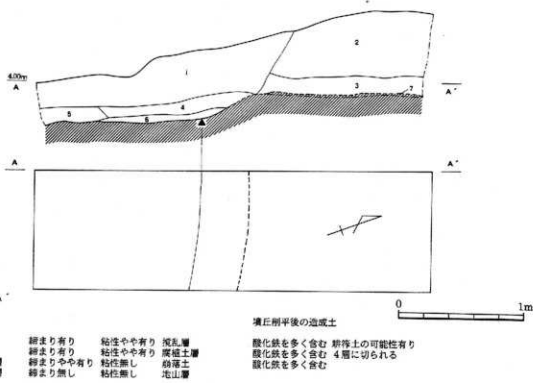 2
1
4.00m
A
A'
3
7
4
5
6
A
A'
0
1m
墳丘削平後の造成土
締まり有り 粘性やや有り 撹乱層
酸化鉄を多く含む 耕作土の可能性有り
締まり有り 粘性やや有り 腐植土層
酸化鉄を多く含む 4層に切られる
締まりやや有り 粘性無し 崩落土
酸化鉄を多く含む
締まり無し 粘性無し 地山層